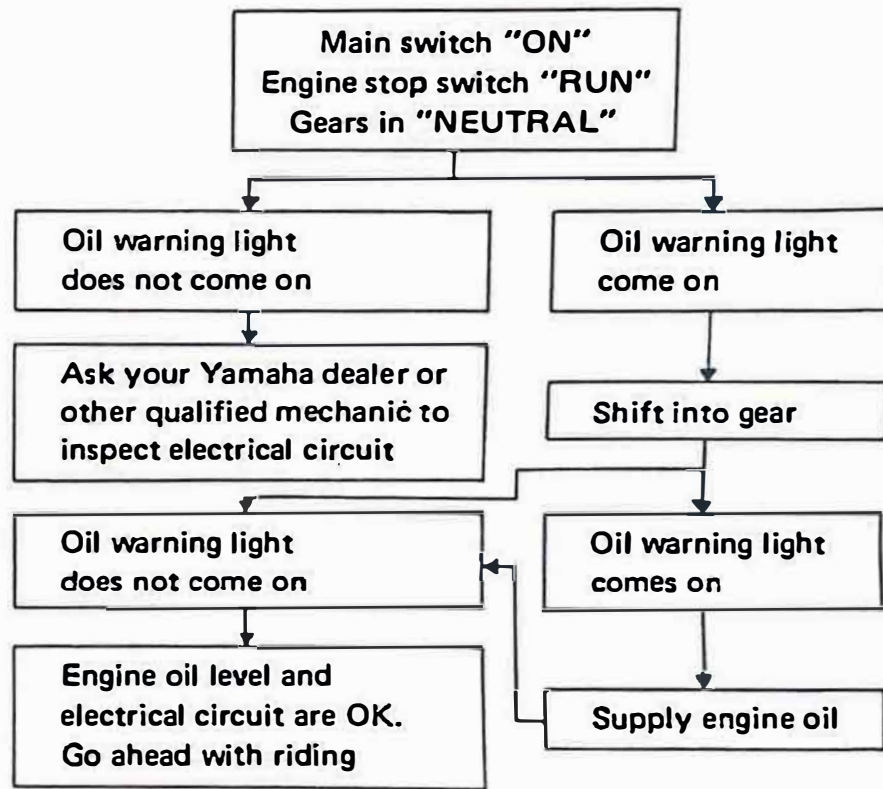 Main switch "ON"
Engine stop switch "RUN"
Gears in "NEUTRAL"
Oil warning light
does not come on
Oil warning light
come on
Ask your Yamaha dealer or
other qualified mechanic to
inspect electrical circuit
Shift into gear
Oil warning light
does not come on
Oil warning light
comes on
Engine oil level and
electrical circuit are OK.
Go ahead with riding
Supply engine oil